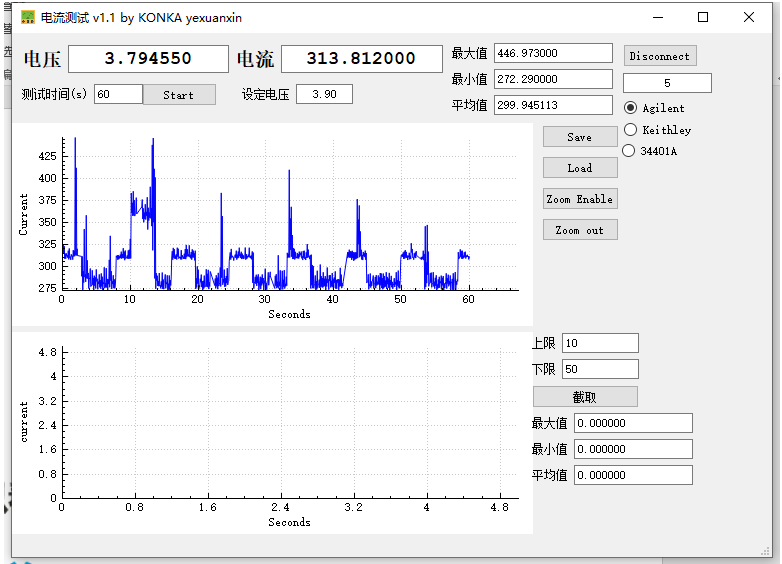 电流测试 v1.1 by KONKA yexuanxin
电压 3.794550 电流 313.812000
最大值 446.973000
最小值 272.290000
平均值 299.945113
Disconnect
5
测试时间(s) 60 Start 设定电压 3.90
Agilent
Keithley
34401A
Save
Load
Zoom Enable
Zoom out
Current
425
400
375
350
325
300
275
0 10 20 30 40 50 60
Seconds
上限 10
下限 50
截取
最大值 0.000000
最小值 0.000000
平均值 0.000000
current
4.8
4
3.2
2.4
1.6
0.8
0
0 0.8 1.6 2.4 3.2 4 4.8
Seconds